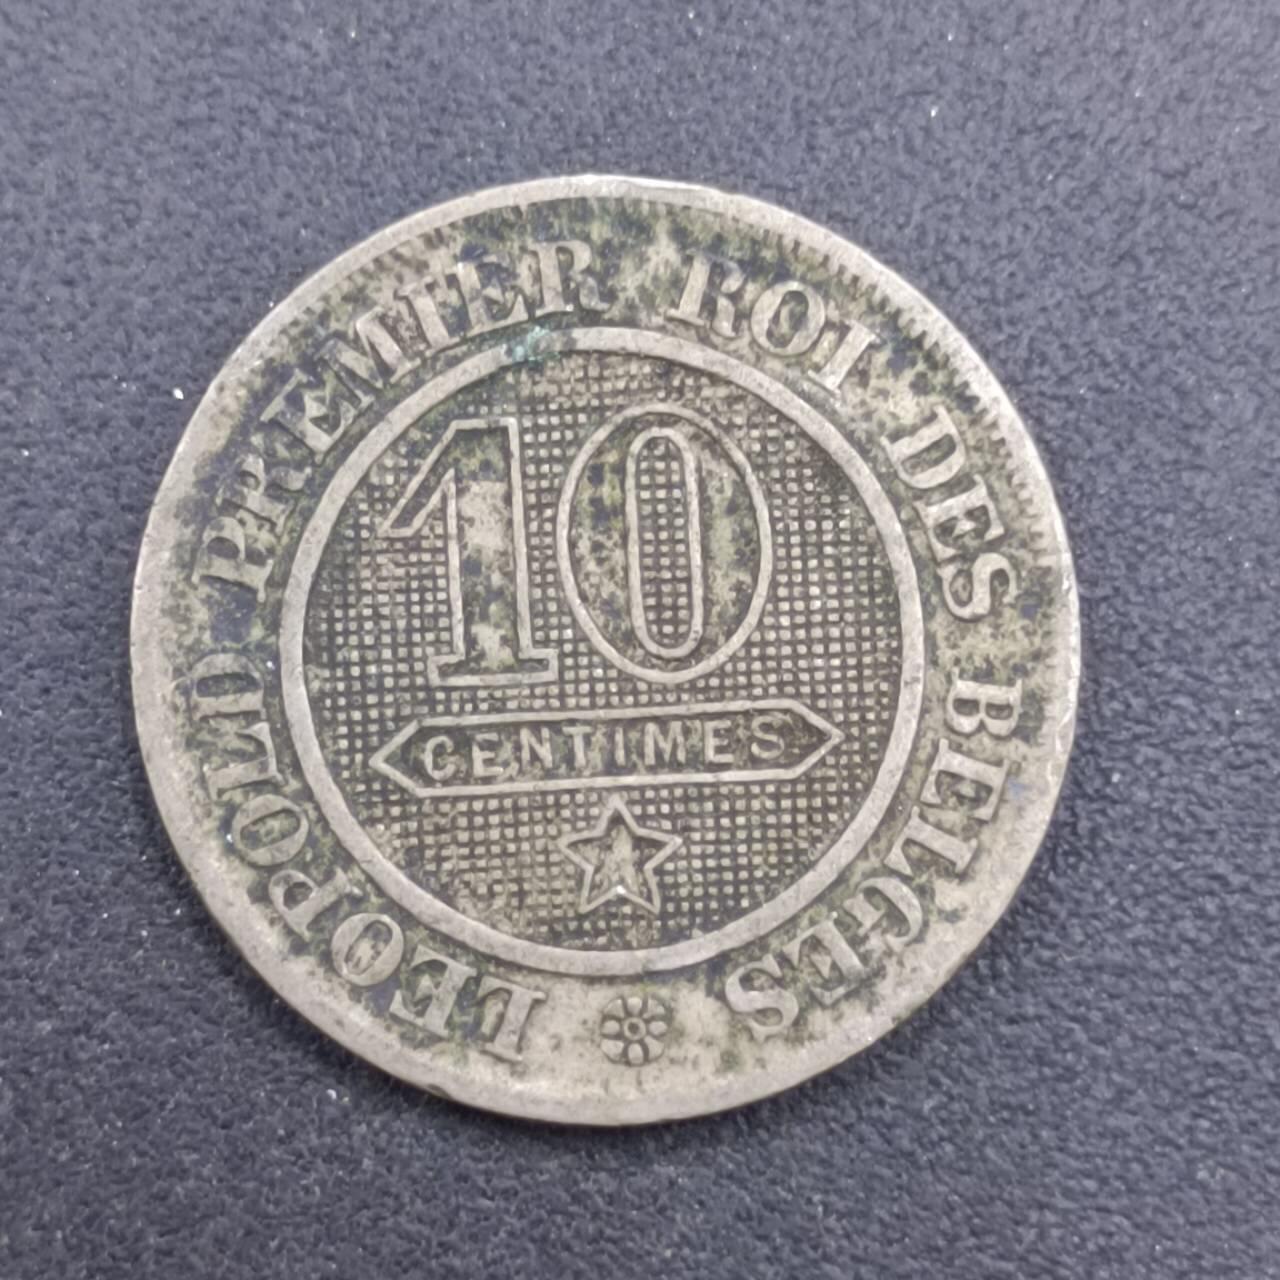 LEOPOLD PREMIER ROI DES BELGES
10
CENTIMES